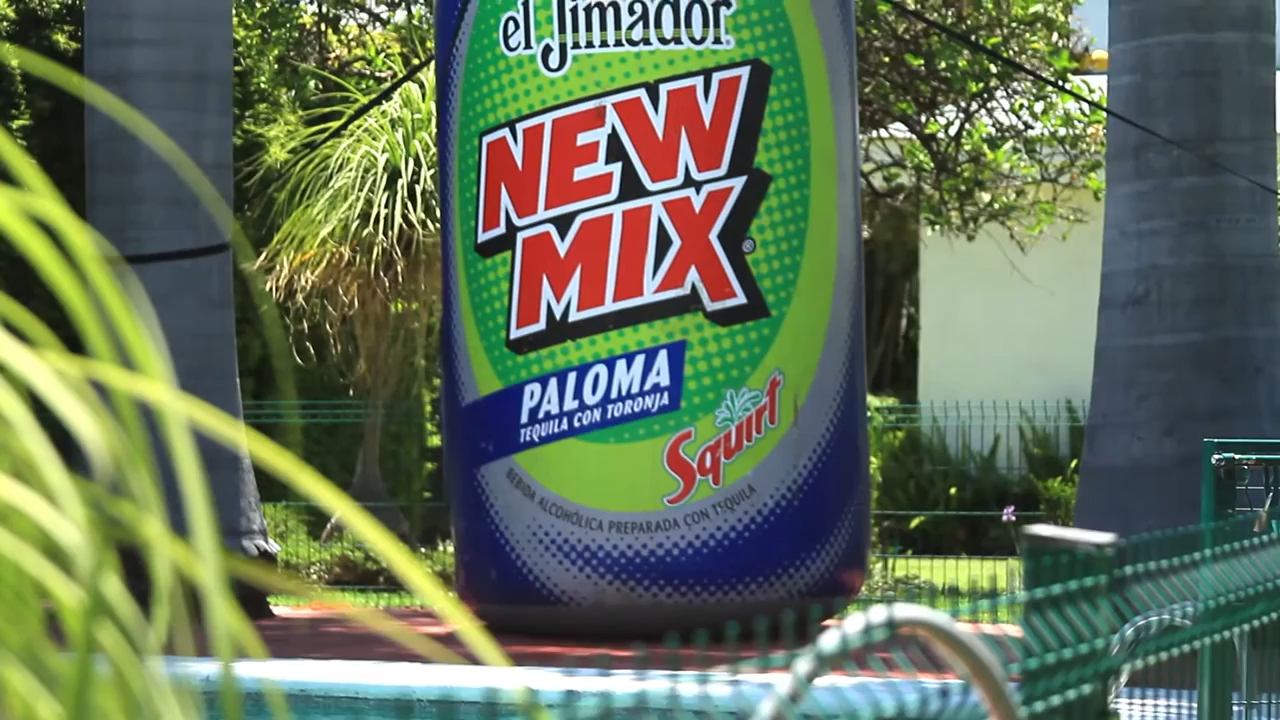 el Jimador
NEW
MIX
®
PALOMA
TEQUILA CON TORONJA
Squirt
BEBIDA ALCOHÓLICA PREPARADA CON TEQUILA